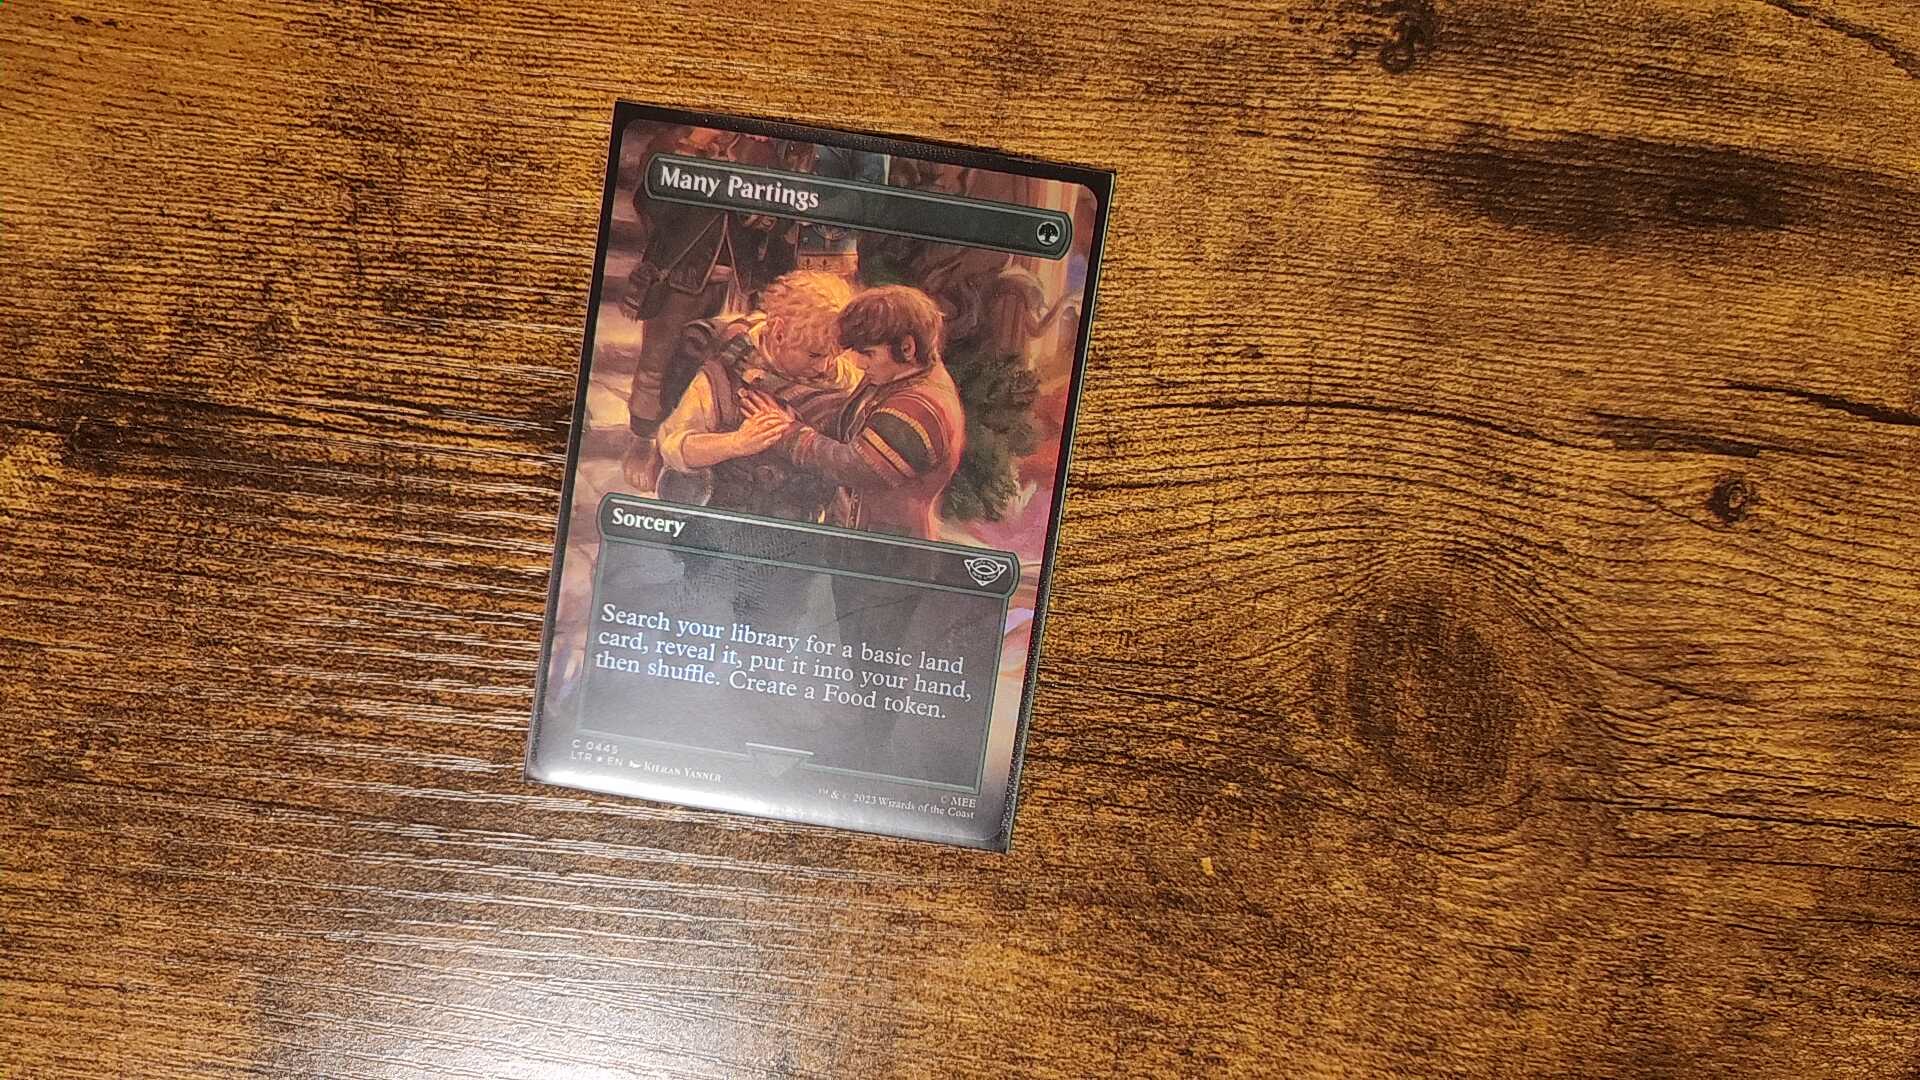 Many Partings
Sorcery
Search your library for a basic land
card, reveal it, put it into your hand,
then shuffle. Create a Food token.
C 0445
LTR ★ EN KIERAN YANNER
© MEE
™ & © 2023 Wizards of the Coast